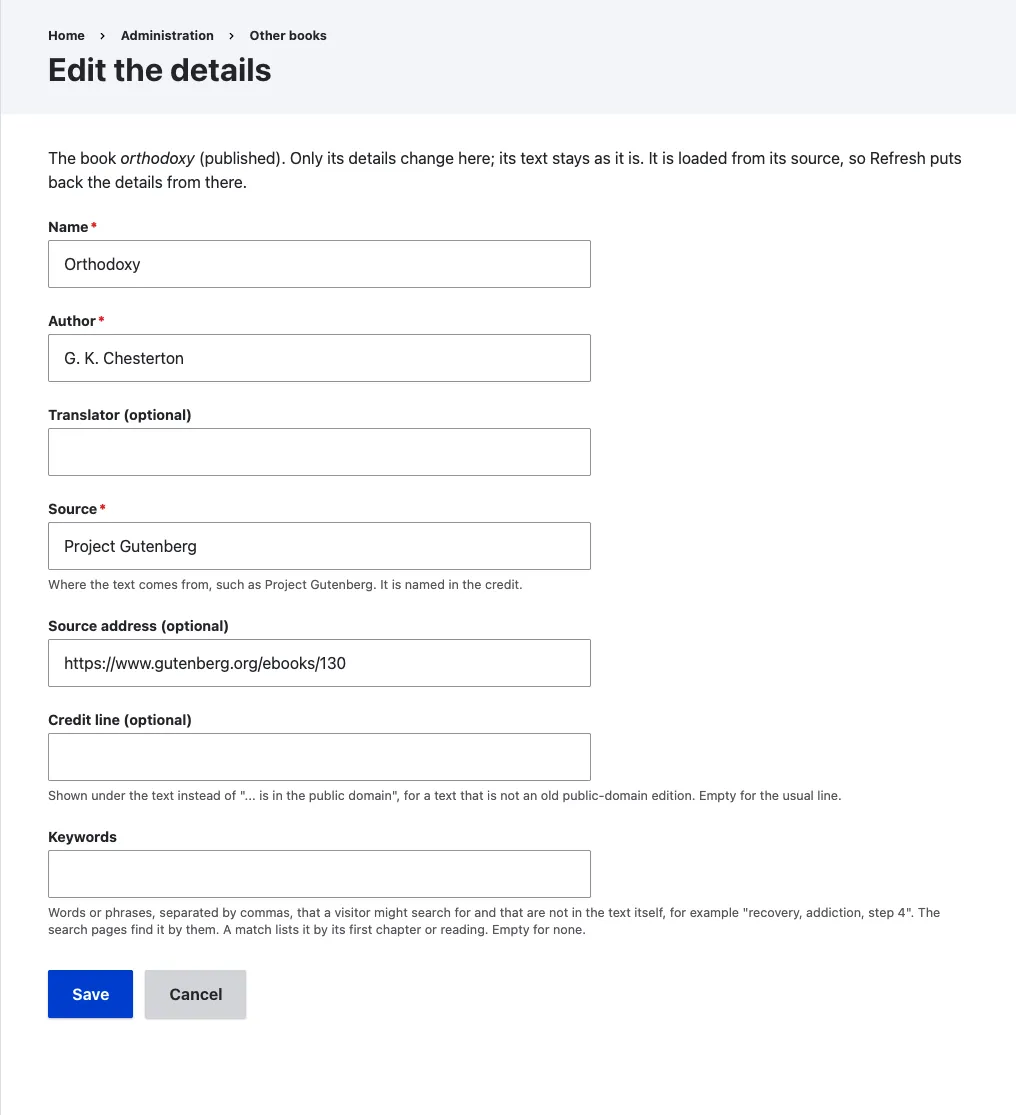 Home › Administration › Other books
Edit the details
The book orthodoxy (published). Only its details change here; its text stays as it is. It is loaded from its source, so Refresh puts
back the details from there.
Name*
Orthodoxy
Author*
G. K. Chesterton
Translator (optional)
Source*
Project Gutenberg
Where the text comes from, such as Project Gutenberg. It is named in the credit.
Source address (optional)
https://www.gutenberg.org/ebooks/130
Credit line (optional)
Shown under the text instead of "... is in the public domain", for a text that is not an old public-domain edition. Empty for the usual line.
Keywords
Words or phrases, separated by commas, that a visitor might search for and that are not in the text itself, for example "recovery, addiction, step 4". The
search pages find it by them. A match lists it by its first chapter or reading. Empty for none.
Save Cancel